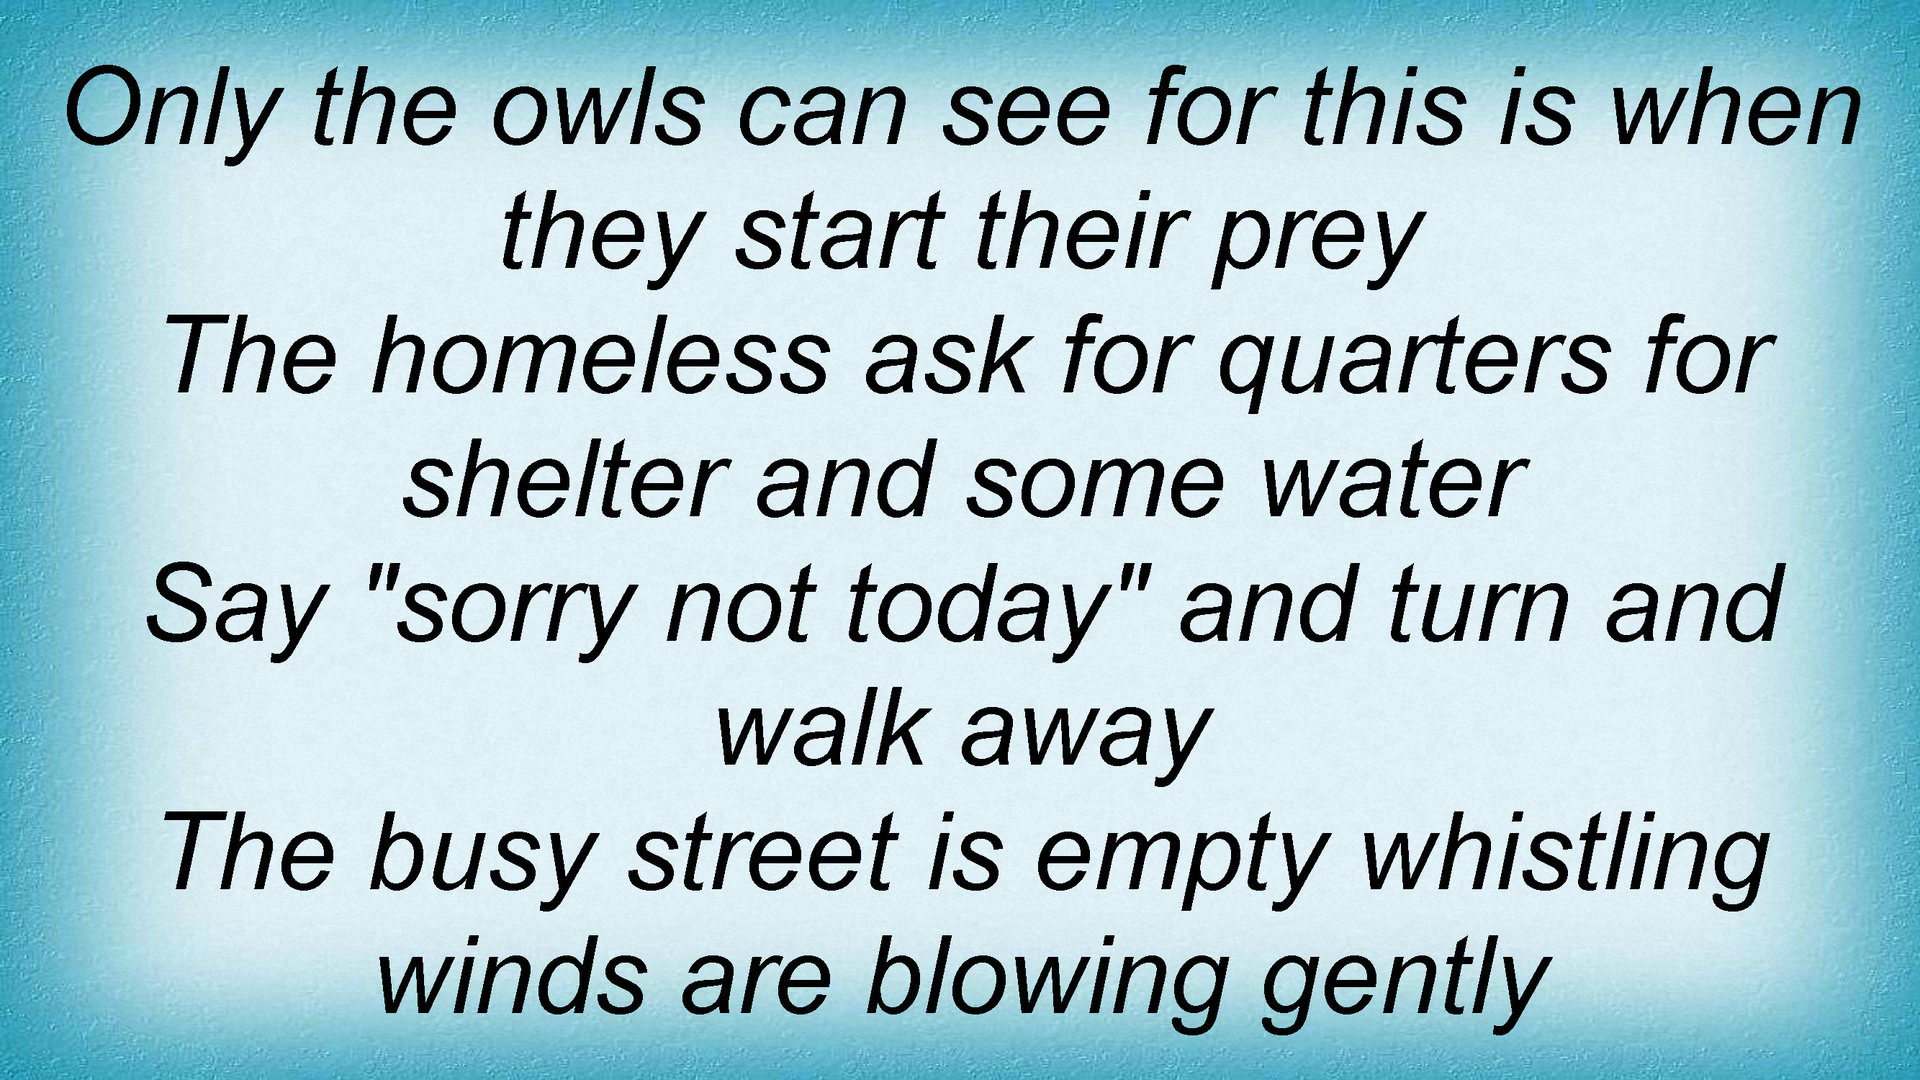 Only the owls can see for this is when
they start their prey
The homeless ask for quarters for
shelter and some water
Say "sorry not today" and turn and
walk away
The busy street is empty whistling
winds are blowing gently